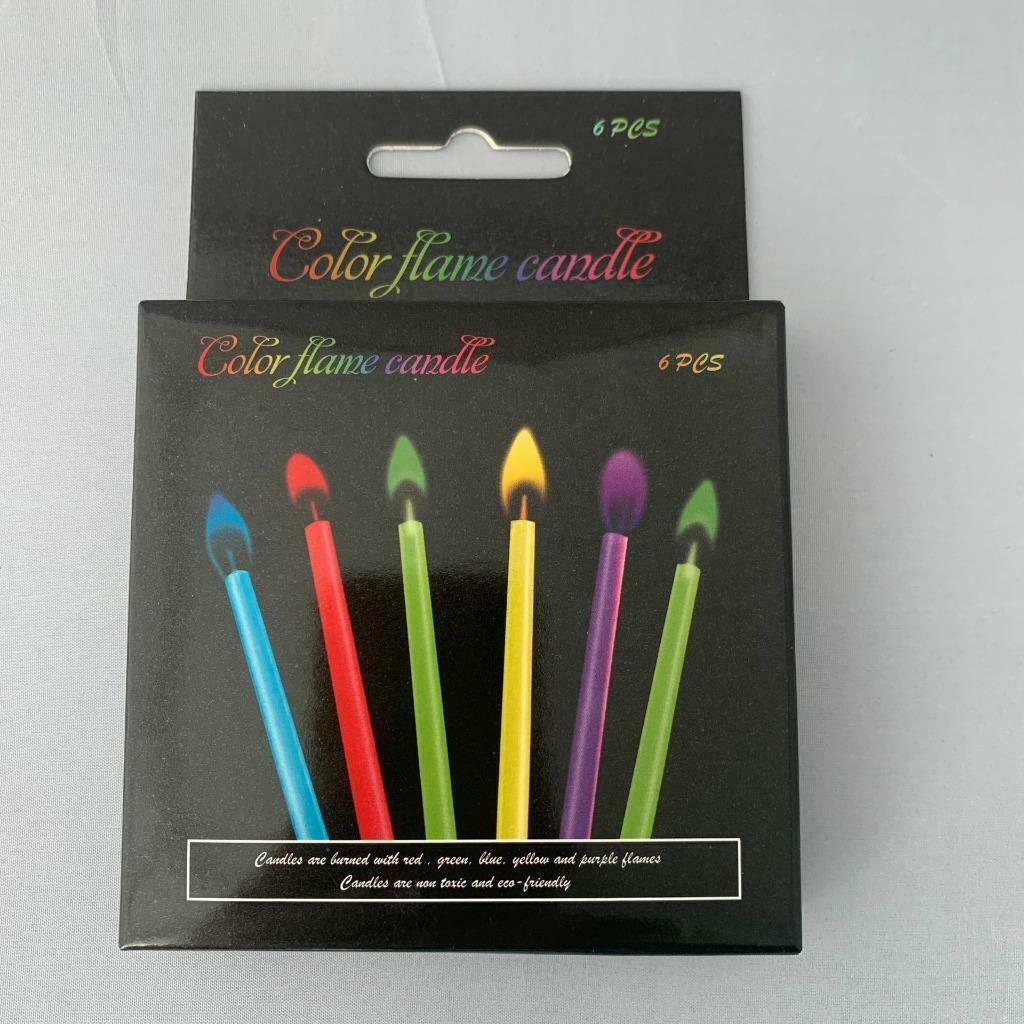 6 PCS
Color flame candle
Color flame candle 6 PCS
Candles are burned with red , green, blue, yellow and purple flames
Candles are non toxic and eco-friendly